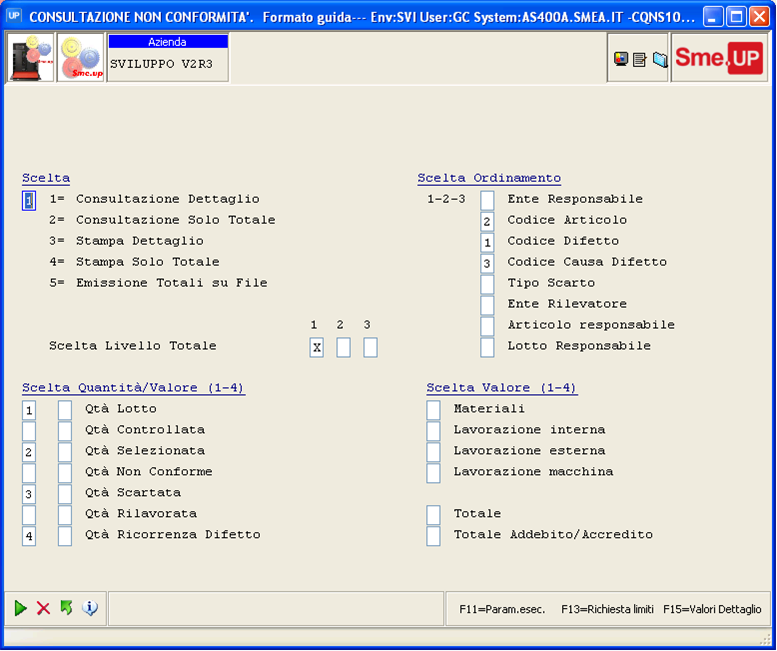 UP CONSULTAZIONE NON CONFORMITA'. Formato guida--- Env:SVI User:GC System:AS400A.SMEA.IT -CQNS10...
Sme.up
Azienda
SVILUPPO V2R3
Sme.UP
Scelta
1 1= Consultazione Dettaglio
2= Consultazione Solo Totale
3= Stampa Dettaglio
4= Stampa Solo Totale
5= Emissione Totali su File
1 2 3
Scelta Livello Totale X
Scelta Ordinamento
1-2-3 Ente Responsabile
2 Codice Articolo
1 Codice Difetto
3 Codice Causa Difetto
Tipo Scarto
Ente Rilevatore
Articolo responsabile
Lotto Responsabile
Scelta Quantità/Valore (1-4)
1 Qtà Lotto
Qtà Controllata
2 Qtà Selezionata
Qtà Non Conforme
3 Qtà Scartata
Qtà Rilavorata
4 Qtà Ricorrenza Difetto
Scelta Valore (1-4)
Materiali
Lavorazione interna
Lavorazione esterna
Lavorazione macchina
Totale
Totale Addebito/Accredito
F11=Param.esec. F13=Richiesta limiti F15=Valori Dettaglio